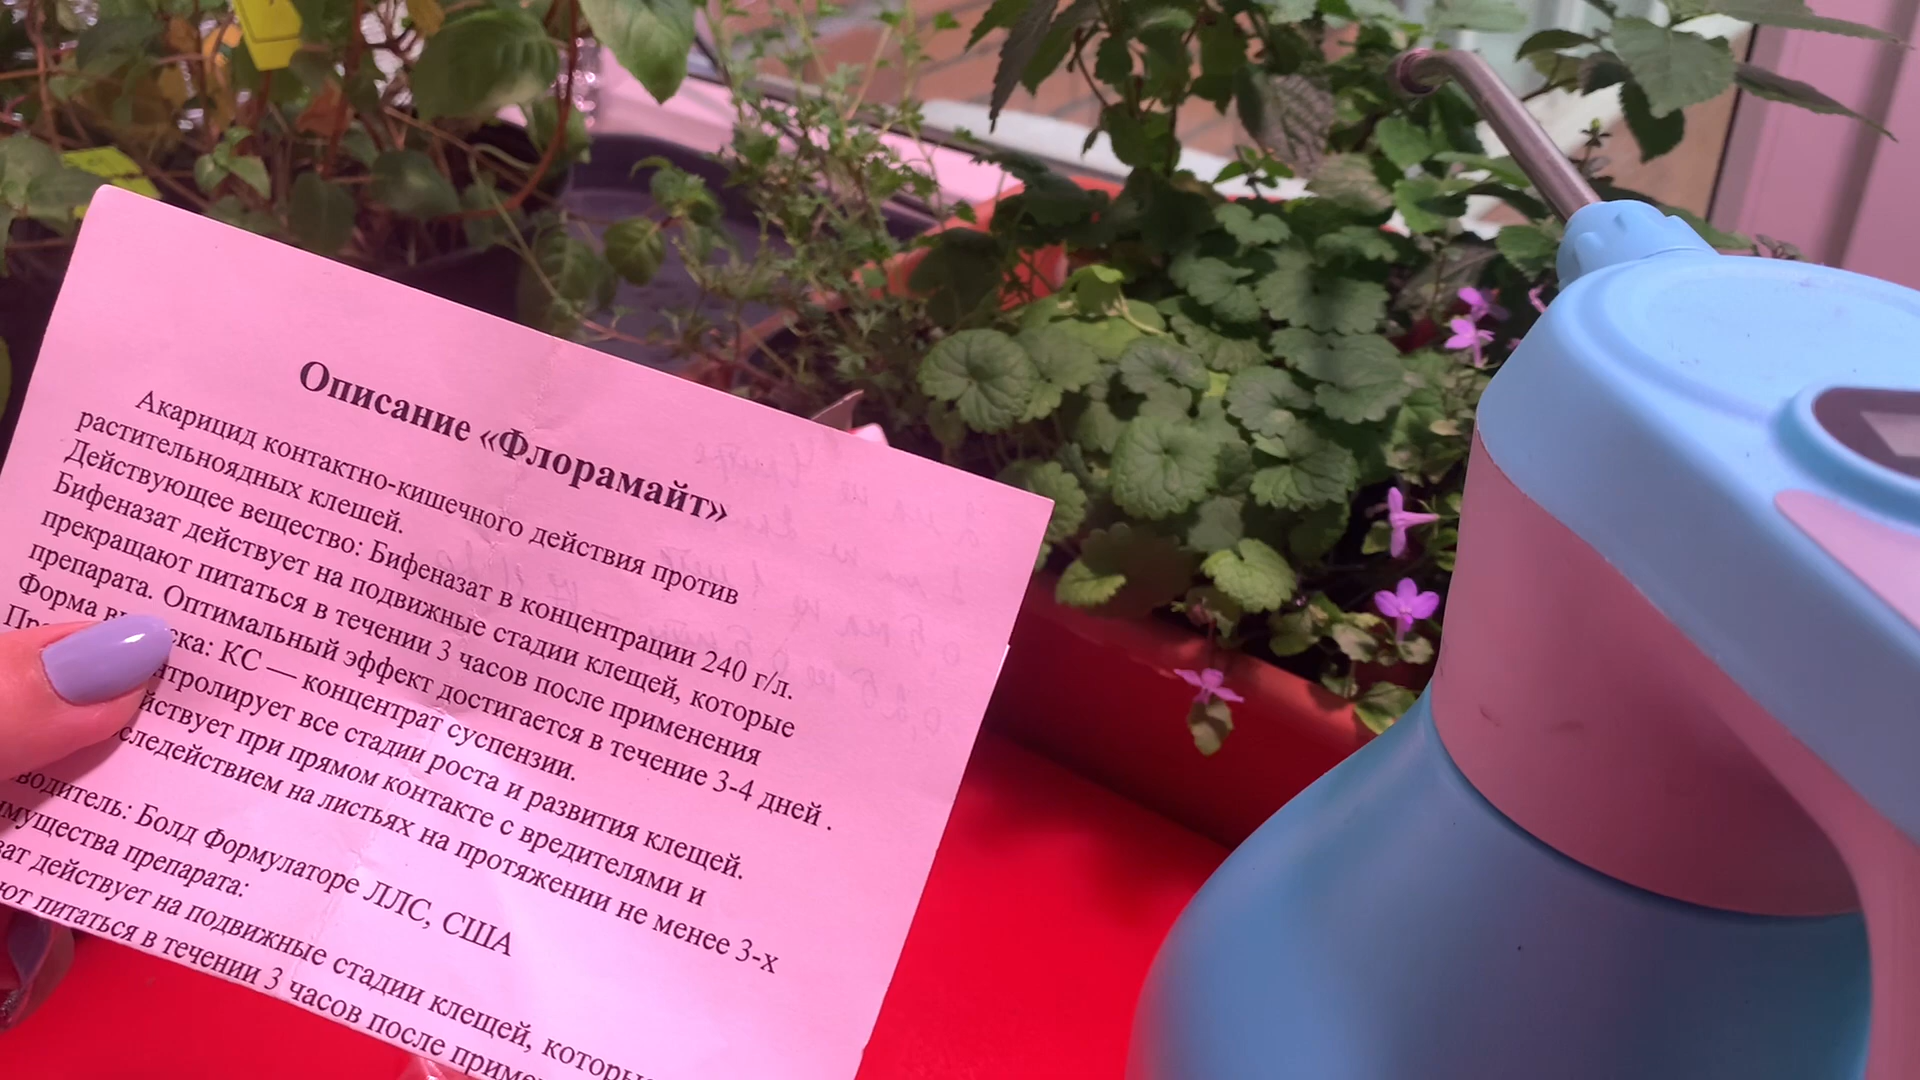 Описание «Флорамайт»
Акарицид контактно-кишечного действия против
растительноядных клешей.
Действующее вещество: Бифеназат в концентрации 240 г/л.
Бифеназат действует на подвижные стадии клещей, которые
прекращают питаться в течении 3 часов после применения
препарата. Оптимальный эффект достигается в течение 3-4 дней .
Форма ска: КС — концентрат суспензии.
нтролирует все стадии роста и развития клещей.
йствует при прямом контакте с вредителями и
следействием на листьях на протяжении не менее 3-х
водитель: Болд Формулаторе ЛЛС, США
имущества препарата:
зат действует на подвижные стадии клещей, которые
ют питаться в течении 3 часов после приме